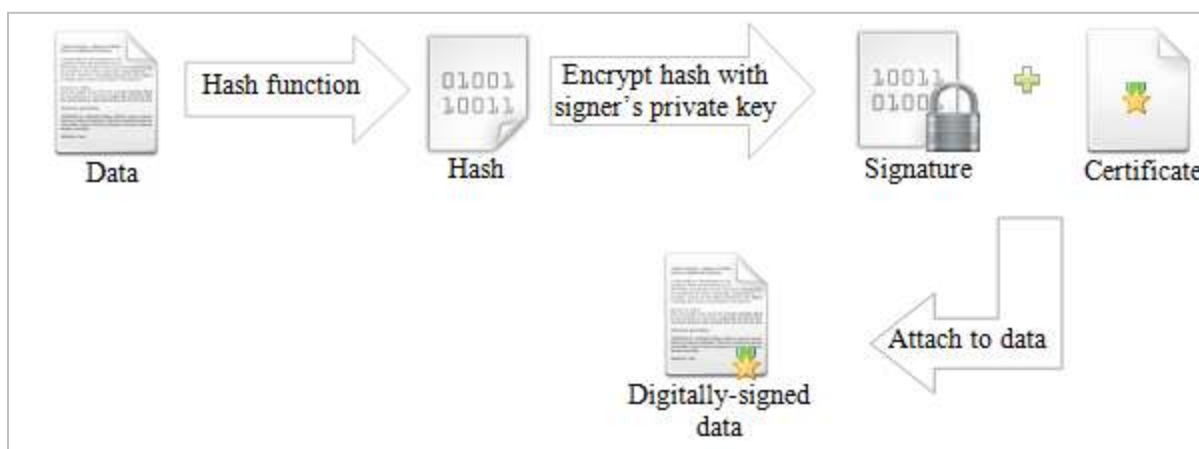 Hash function
Encrypt hash with
signer's private key
01001
10011
10011
0100
Data
Hash
Signature
Certificate
Attach to data
Digitally-signed
data